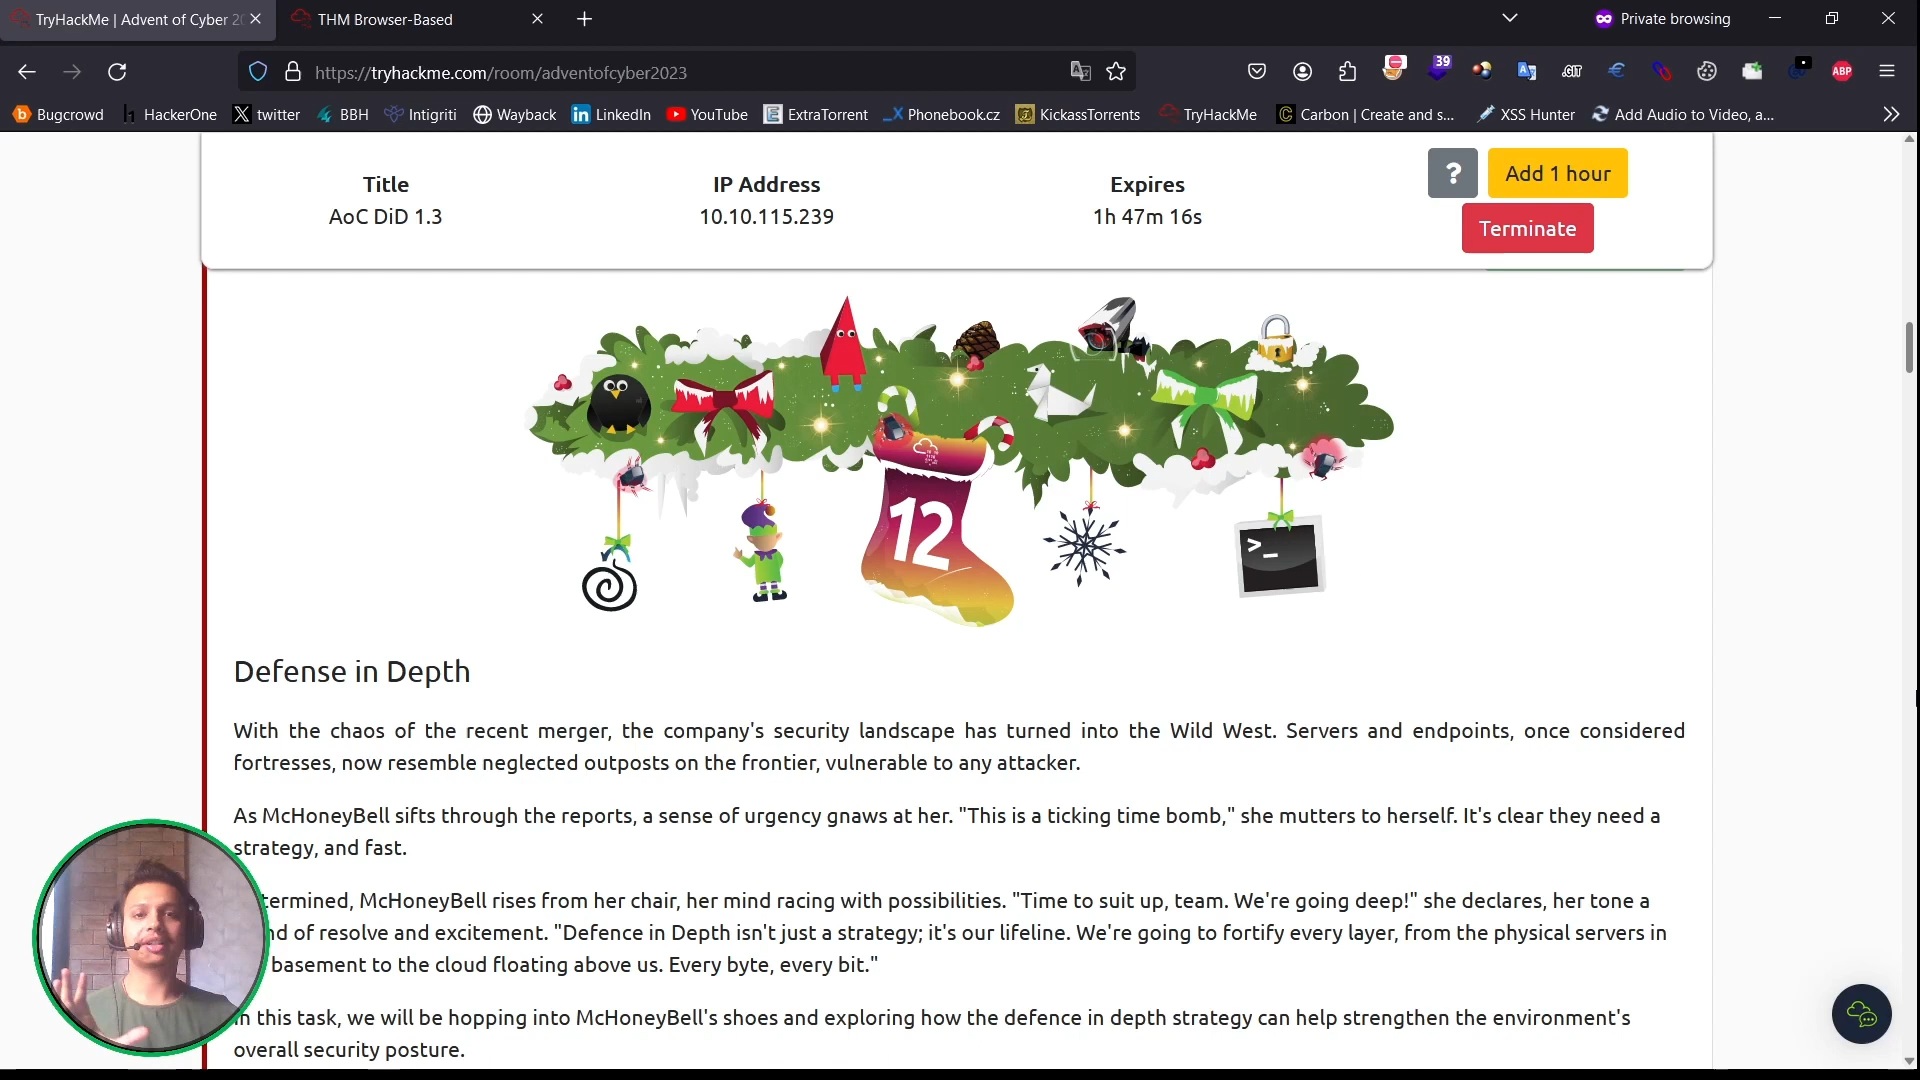 TryHackMe | Advent of Cyber 20
THM Browser-Based
Private browsing
https://tryhackme.com/room/adventofcyber2023
39
.GIT
ABP
Bugcrowd
HackerOne
twitter
BBH
Intigriti
Wayback
LinkedIn
YouTube
ExtraTorrent
Phonebook.cz
KickassTorrents
TryHackMe
Carbon | Create and s...
XSS Hunter
Add Audio to Video, a...
Title
AoC DiD 1.3
IP Address
10.10.115.239
Expires
1h 47m 16s
?
Add 1 hour
Terminate
12
>_
Defense in Depth
With the chaos of the recent merger, the company's security landscape has turned into the Wild West. Servers and endpoints, once considered
fortresses, now resemble neglected outposts on the frontier, vulnerable to any attacker.
As McHoneyBell sifts through the reports, a sense of urgency gnaws at her. "This is a ticking time bomb," she mutters to herself. It's clear they need a
strategy, and fast.
termined, McHoneyBell rises from her chair, her mind racing with possibilities. "Time to suit up, team. We're going deep!" she declares, her tone a
nd of resolve and excitement. "Defence in Depth isn't just a strategy; it's our lifeline. We're going to fortify every layer, from the physical servers in
basement to the cloud floating above us. Every byte, every bit."
In this task, we will be hopping into McHoneyBell's shoes and exploring how the defence in depth strategy can help strengthen the environment's
overall security posture.